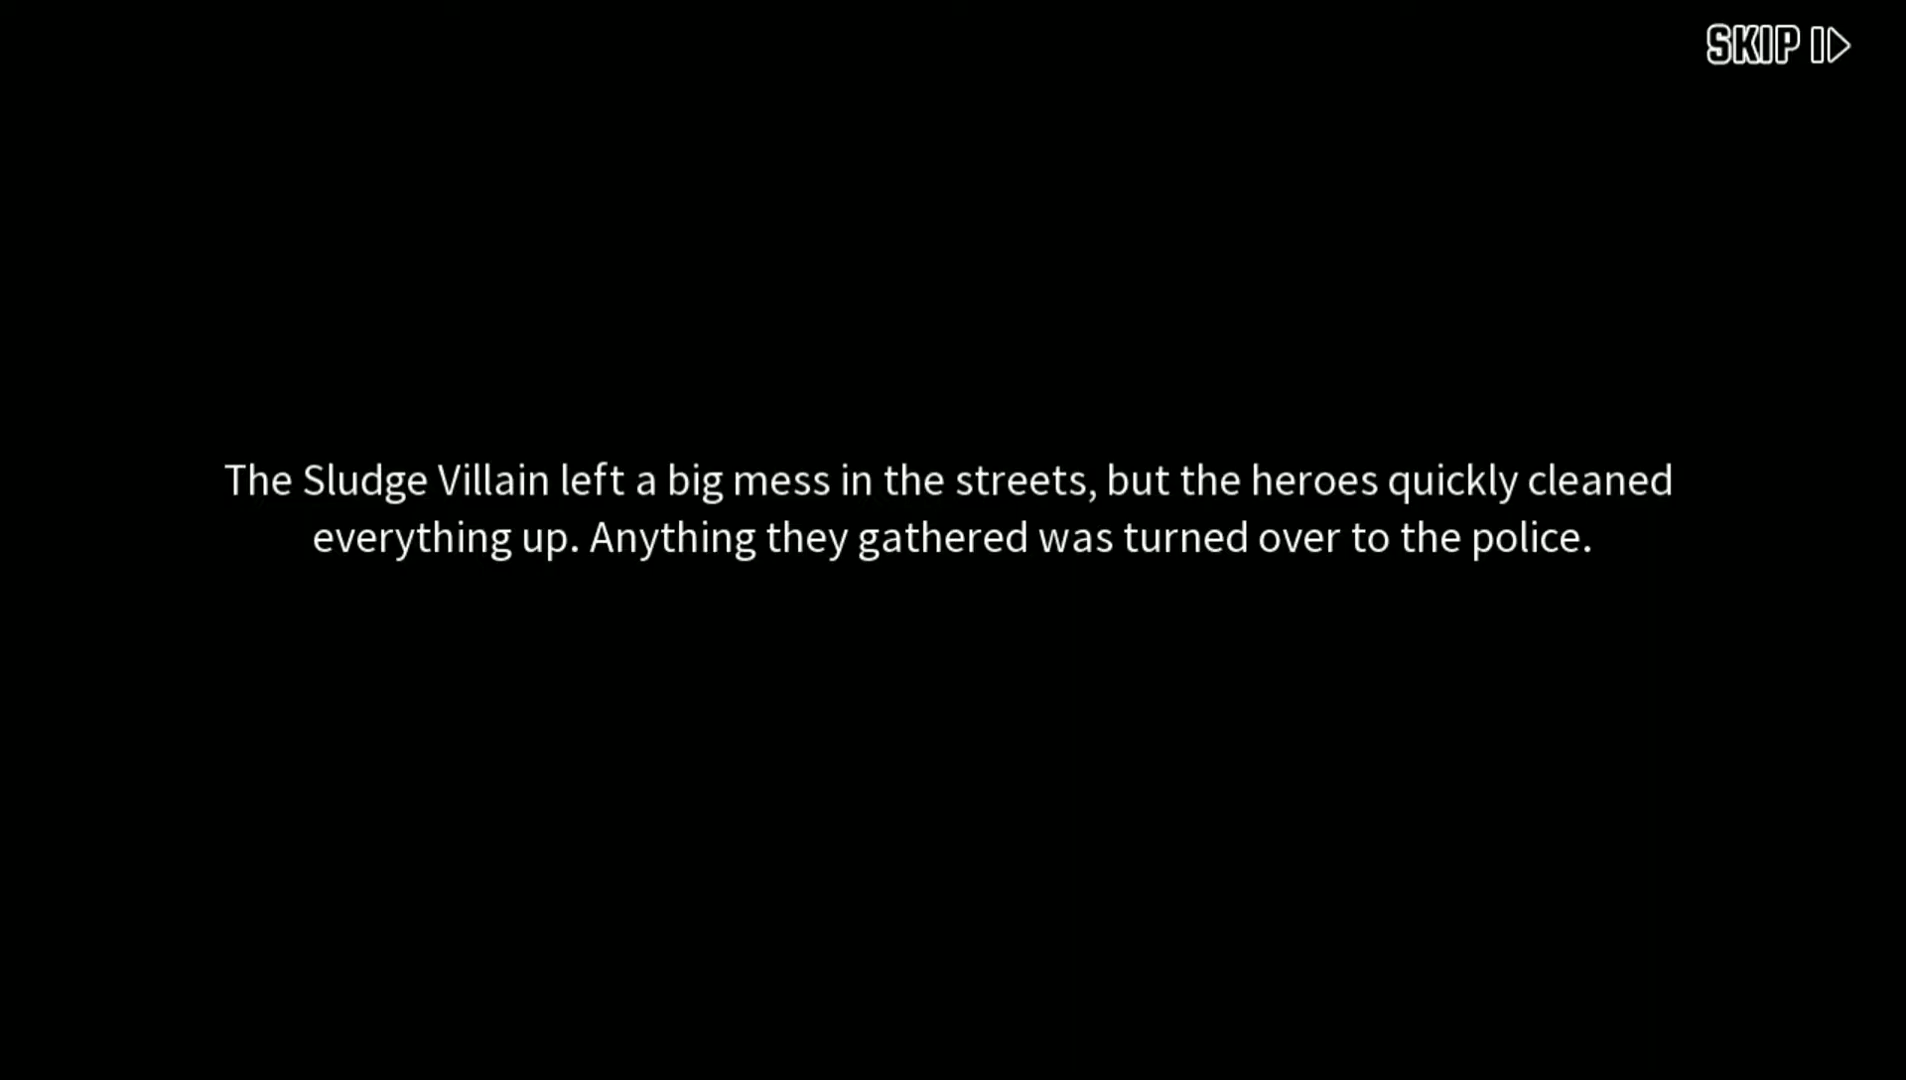 SKIP
The Sludge Villain left a big mess in the streets, but the heroes quickly cleaned
everything up. Anything they gathered was turned over to the police.